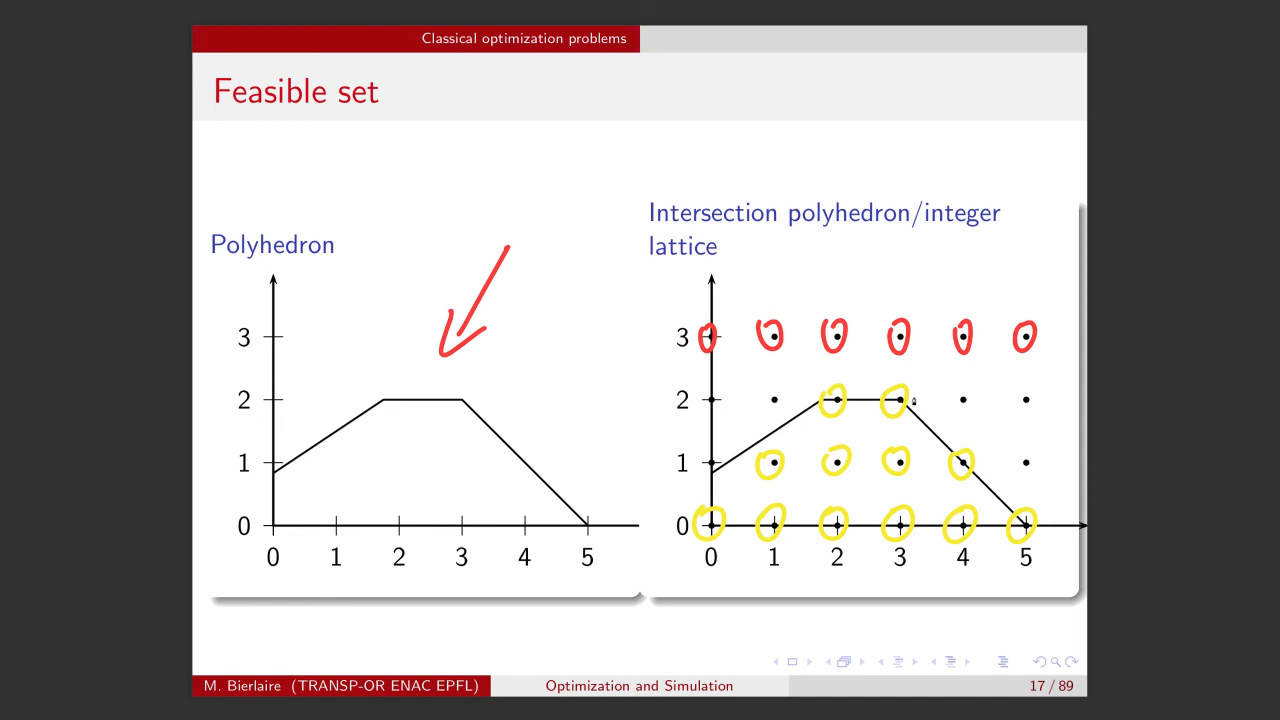 Classical optimization problems
Feasible set
Polyhedron
3
2
1
0
0 1 2 3 4 5
Intersection polyhedron/integer
lattice
3
2
1
0
0 1 2 3 4 5
M. Bierlaire (TRANSP-OR ENAC EPFL)
Optimization and Simulation
17 / 89